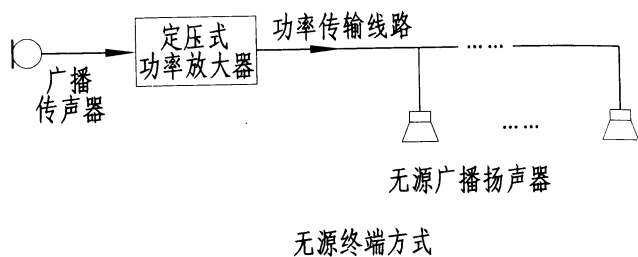 广播
传声器
定压式
功率放大器
功率传输线路
……
……
无源广播扬声器
无源终端方式